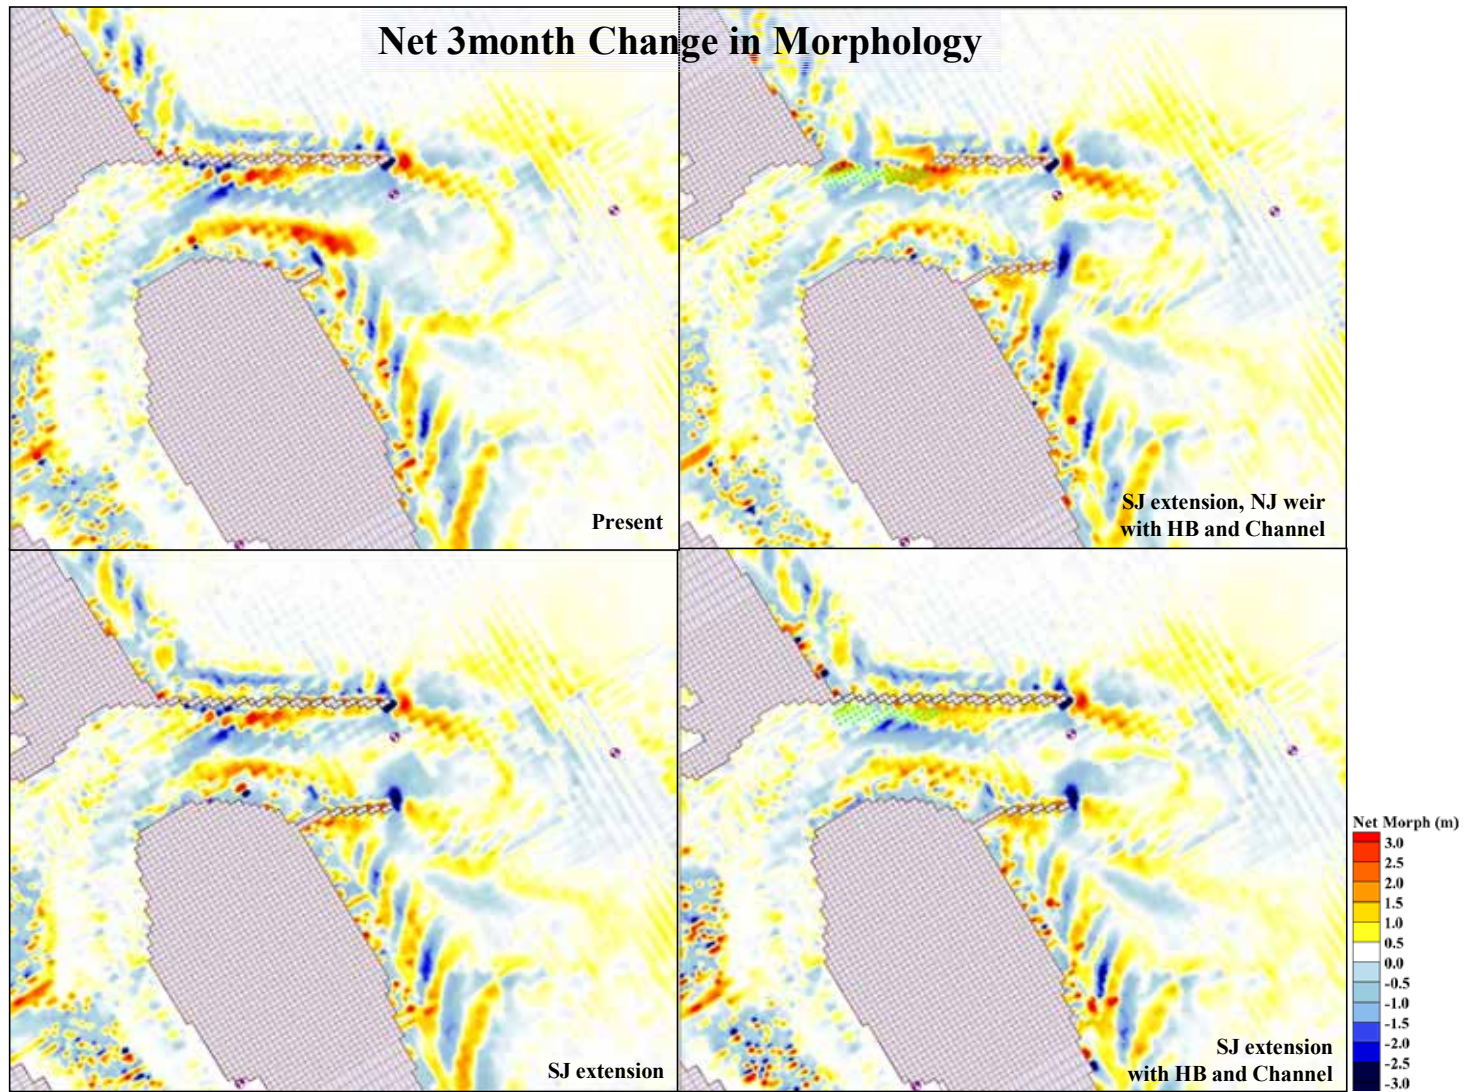 Net 3month Change in Morphology
Present
SJ extension, NJ weir
with HB and Channel
SJ extension
SJ extension
with HB and Channel
Net Morph (m)
3.0
2.5
2.0
1.5
1.0
0.5
0.0
-0.5
-1.0
-1.5
-2.0
-2.5
-3.0